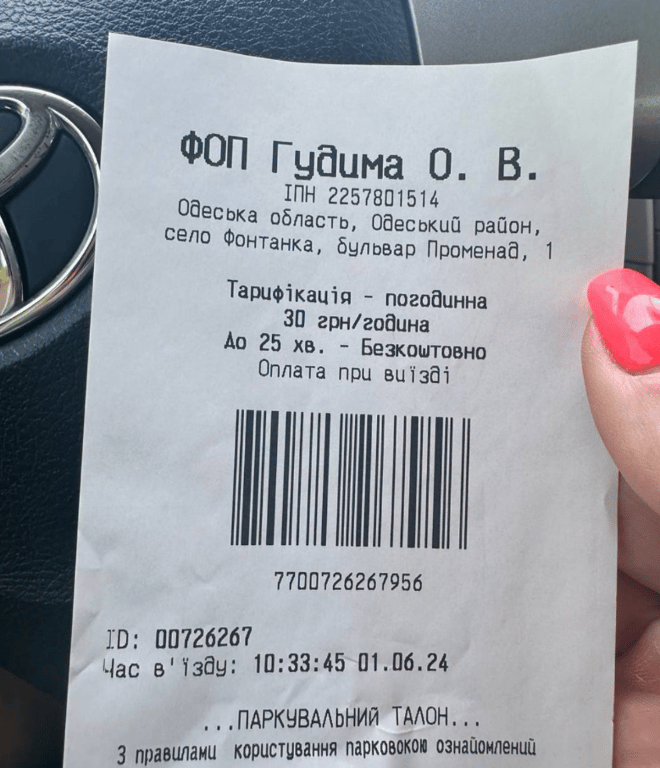 ФОП Гудима О. В.
ІПН 2257801514
Одеська область, Одеський район,
село Фонтанка, бульвар Променад, 1
Тарифікація - погодинна
30 грн/година
До 25 хв. - Безкоштовно
Оплата при виїзді
7700726267956
ID: 00726267
Час в'їзду: 10:33:45 01.06.24
...ПАРКУВАЛЬНИЙ ТАЛОН...
З правилами користування парковокою ознайомлений